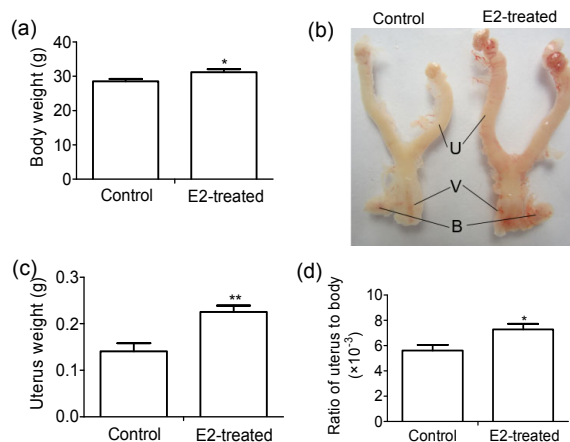 (a)
Body weight (g)
40
30
20
10
0
*
Control
E2-treated
(b)
Control
E2-treated
U
V
B
(c)
Uterus weight (g)
0.3
0.2
0.1
0.0
**
Control
E2-treated
(d)
Ratio of uterus to body
(×10⁻³)
8
6
4
2
0
*
Control
E2-treated